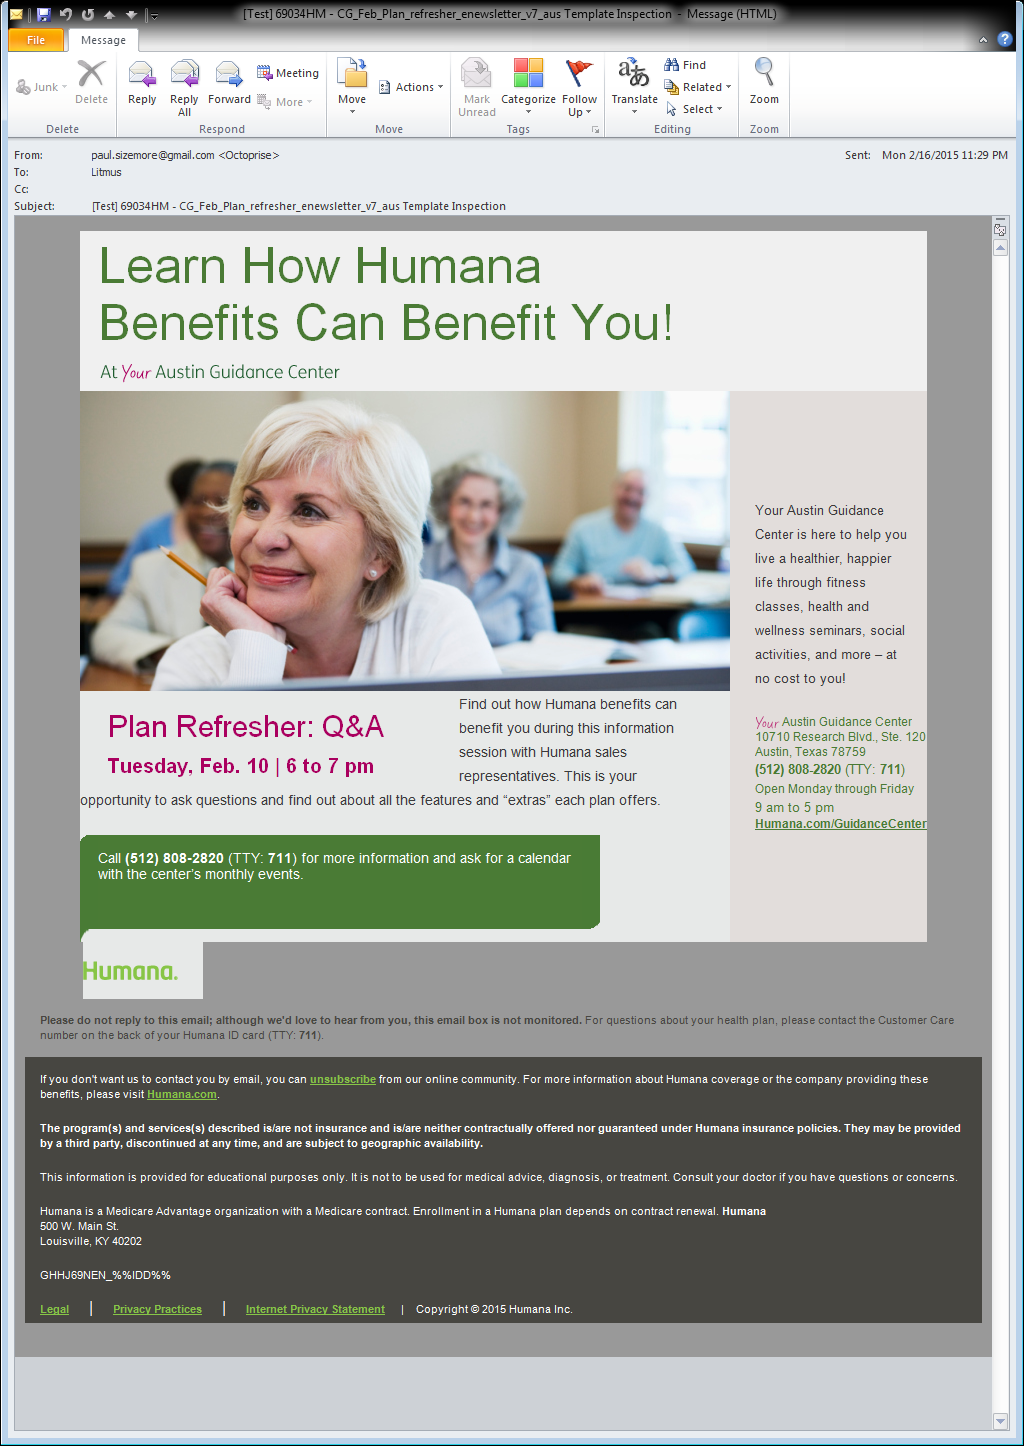 [Test] 69034HM - CG_Feb_Plan_refresher_enewsletter_v7_aus Template Inspection - Message (HTML)
File
Message
Junk
Delete
Reply
Reply All
Forward
Meeting
More
Move
Actions
Mark Unread
Categorize
Follow Up
Translate
Find
Related
Select
Zoom
Delete
Respond
Move
Tags
Editing
Zoom
From: paul.sizemore@gmail.com <Octoprise>
Sent: Mon 2/16/2015 11:29 PM
To: Litmus
Cc:
Subject: [Test] 69034HM - CG_Feb_Plan_refresher_enewsletter_v7_aus Template Inspection
Learn How Humana
Benefits Can Benefit You!
At Your Austin Guidance Center
Your Austin Guidance
Center is here to help you
live a healthier, happier
life through fitness
classes, health and
wellness seminars, social
activities, and more – at
no cost to you!
Your Austin Guidance Center
10710 Research Blvd., Ste. 120
Austin, Texas 78759
(512) 808-2820 (TTY: 711)
Open Monday through Friday
9 am to 5 pm
Humana.com/GuidanceCenter
Plan Refresher: Q&A
Tuesday, Feb. 10 | 6 to 7 pm
Find out how Humana benefits can
benefit you during this information
session with Humana sales
representatives. This is your
opportunity to ask questions and find out about all the features and “extras” each plan offers.
Call (512) 808-2820 (TTY: 711) for more information and ask for a calendar
with the center’s monthly events.
Humana.
Please do not reply to this email; although we'd love to hear from you, this email box is not monitored. For questions about your health plan, please contact the Customer Care
number on the back of your Humana ID card (TTY: 711).
If you don't want us to contact you by email, you can unsubscribe from our online community. For more information about Humana coverage or the company providing these
benefits, please visit Humana.com.
The program(s) and services(s) described is/are not insurance and is/are neither contractually offered nor guaranteed under Humana insurance policies. They may be provided
by a third party, discontinued at any time, and are subject to geographic availability.
This information is provided for educational purposes only. It is not to be used for medical advice, diagnosis, or treatment. Consult your doctor if you have questions or concerns.
Humana is a Medicare Advantage organization with a Medicare contract. Enrollment in a Humana plan depends on contract renewal. Humana
500 W. Main St.
Louisville, KY 40202
GHHJ69NEN_%%IDD%%
Legal | Privacy Practices | Internet Privacy Statement | Copyright © 2015 Humana Inc.